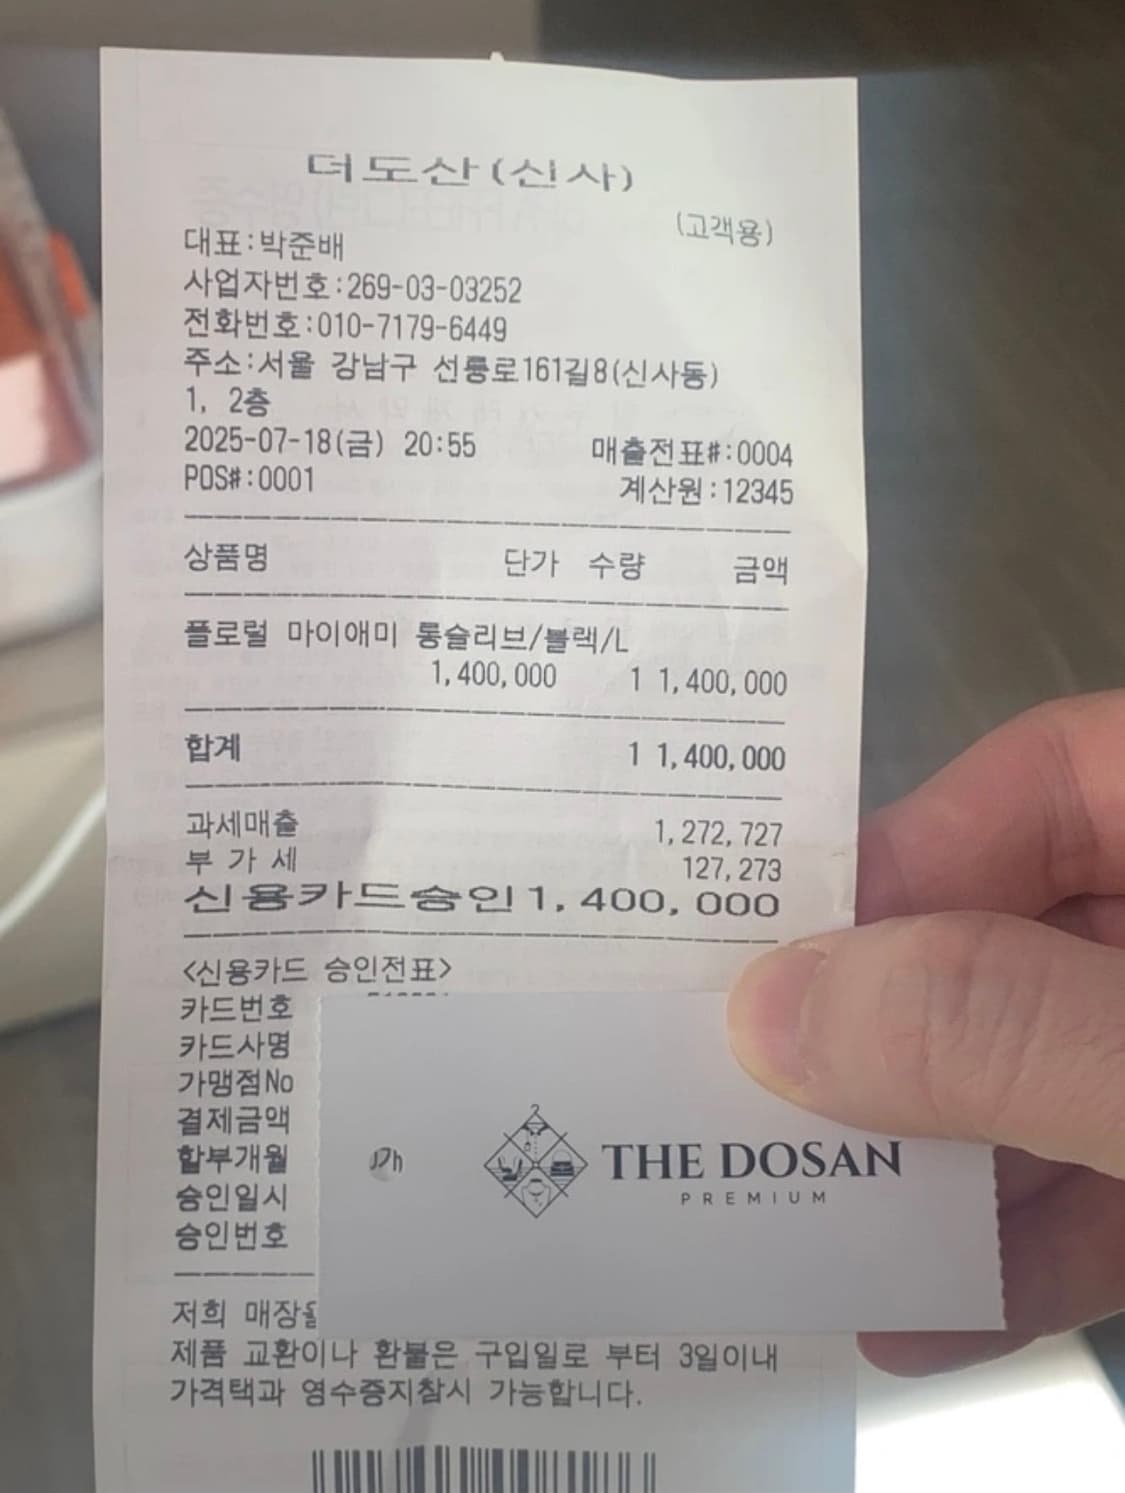 더도산(신사)
(고객용)
대표:박준배
사업자번호:269-03-03252
전화번호:010-7179-6449
주소:서울 강남구 선릉로161길8(신사동)
1, 2층
2025-07-18(금) 20:55 매출전표#:0004
POS#:0001 계산원:12345
상품명 단가 수량 금액
플로럴 마이애미 롱슬리브/블랙/L
1,400,000 1 1,400,000
합계 1 1,400,000
과세매출 1,272,727
부 가 세 127,273
신용카드승인 1,400,000
<신용카드 승인전표>
카드번호
카드사명
가맹점No
결제금액
할부개월
승인일시
승인번호
THE DOSAN
PREMIUM
저희 매장을
제품 교환이나 환불은 구입일로 부터 3일이내
가격택과 영수증지참시 가능합니다.